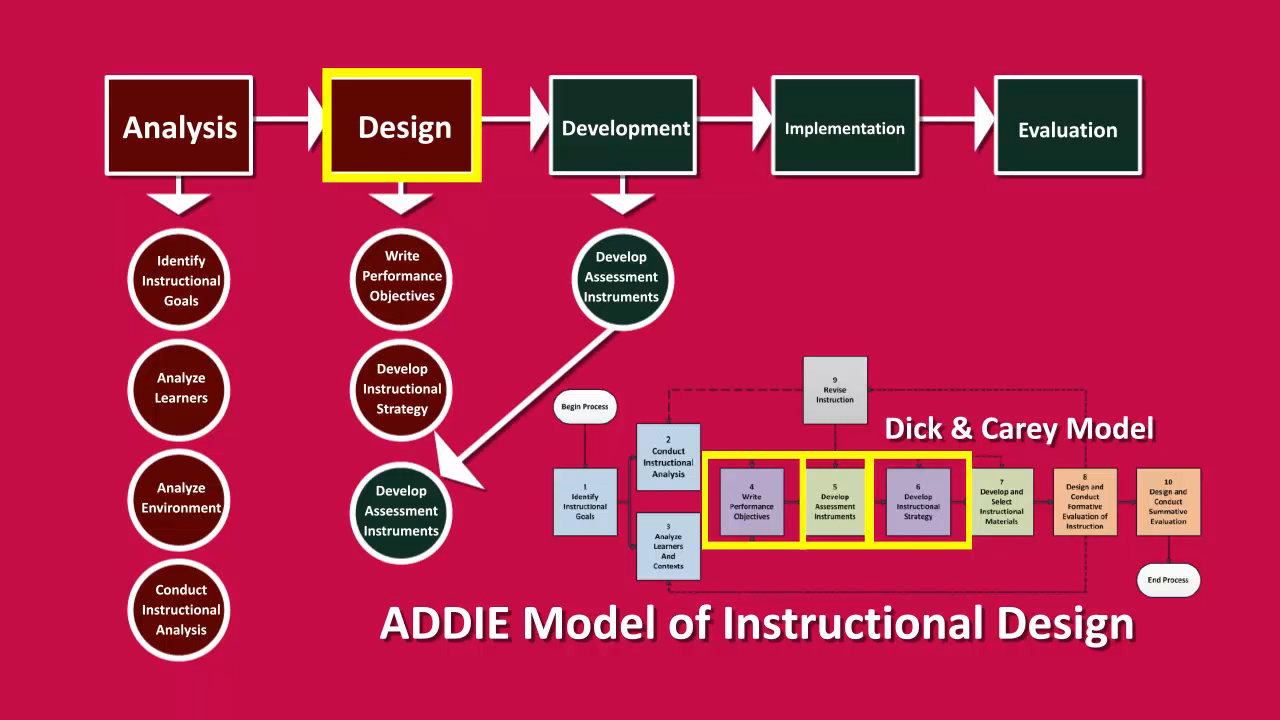 Analysis
Design
Development
Implementation
Evaluation
Identify
Instructional
Goals
Write
Performance
Objectives
Develop
Assessment
Instruments
Analyze
Learners
Develop
Instructional
Strategy
Analyze
Environment
Develop
Assessment
Instruments
Conduct
Instructional
Analysis
Dick & Carey Model
Begin Process
1
Identify
Instructional
Goals
2
Conduct
Instructional
Analysis
3
Analyze
Learners
And
Contexts
4
Write
Performance
Objectives
5
Develop
Assessment
Instruments
6
Develop
Instructional
Strategy
7
Develop and
Select
Instructional
Materials
8
Design and
Conduct
Formative
Evaluation of
Instruction
9
Revise
Instruction
10
Design and
Conduct
Summative
Evaluation
End Process
ADDIE Model of Instructional Design